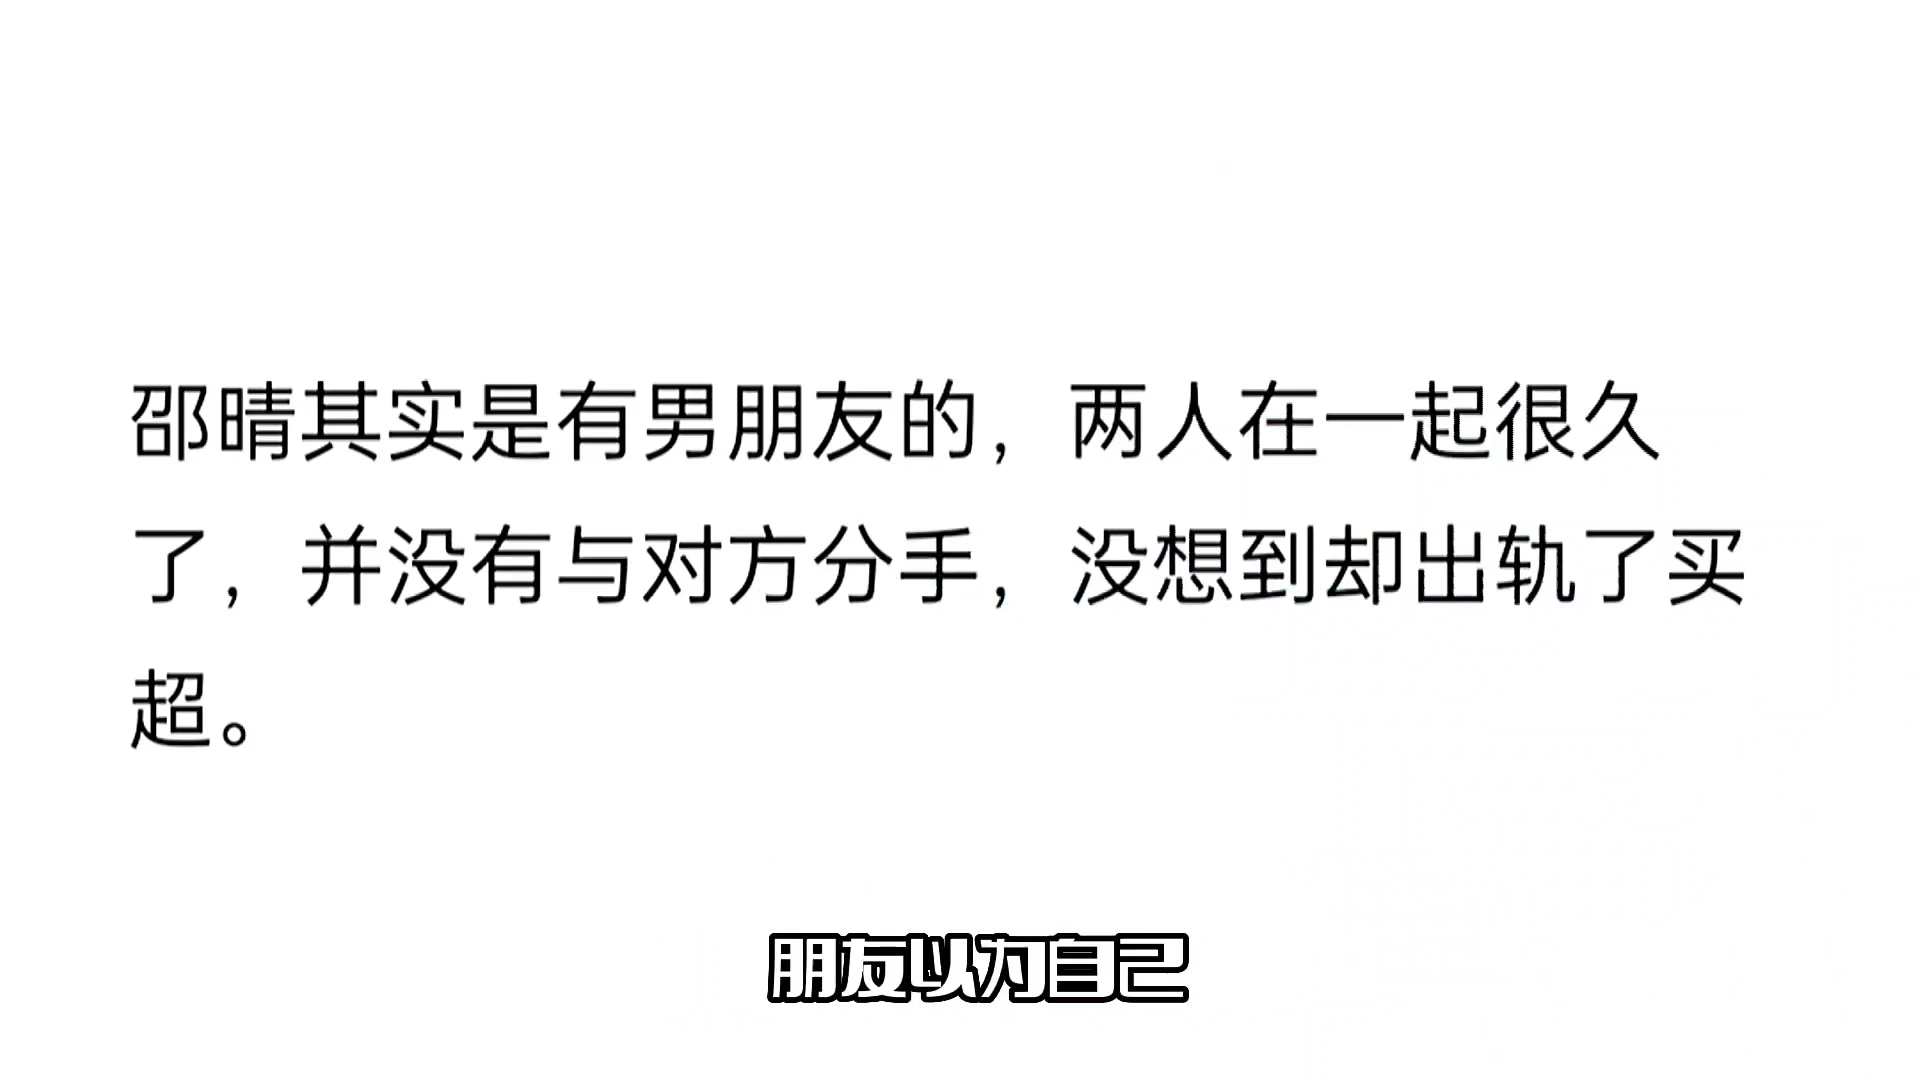 邵晴其实是有男朋友的，两人在一起很久
了，并没有与对方分手，没想到却出轨了买
超。
朋友以为自己